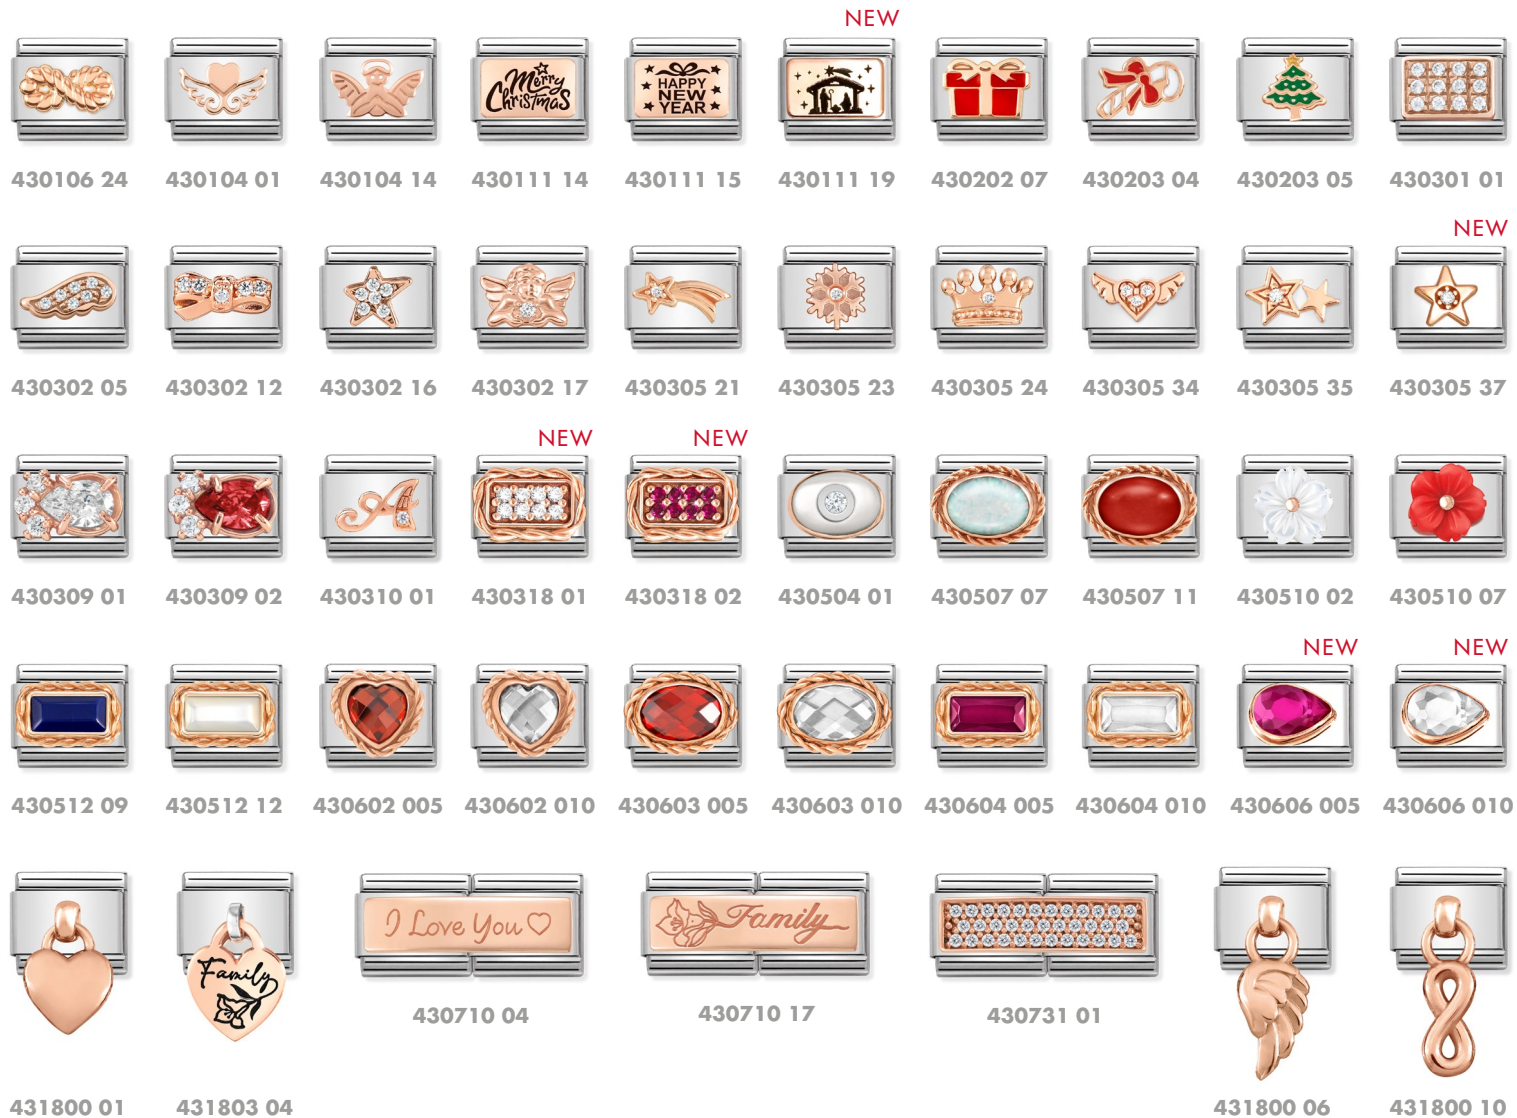 NEW
Merry
Christmas
HAPPY
NEW
YEAR
430106 24 430104 01 430104 14 430111 14 430111 15 430111 19 430202 07 430203 04 430203 05 430301 01
NEW
430302 05 430302 12 430302 16 430302 17 430305 21 430305 23 430305 24 430305 34 430305 35 430305 37
NEW NEW
A
430309 01 430309 02 430310 01 430318 01 430318 02 430504 01 430507 07 430507 11 430510 02 430510 07
NEW NEW
430512 09 430512 12 430602 005 430602 010 430603 005 430603 010 430604 005 430604 010 430606 005 430606 010
Family
I Love You
Family
430710 04 430710 17 430731 01
431800 01 431803 04 431800 06 431800 10